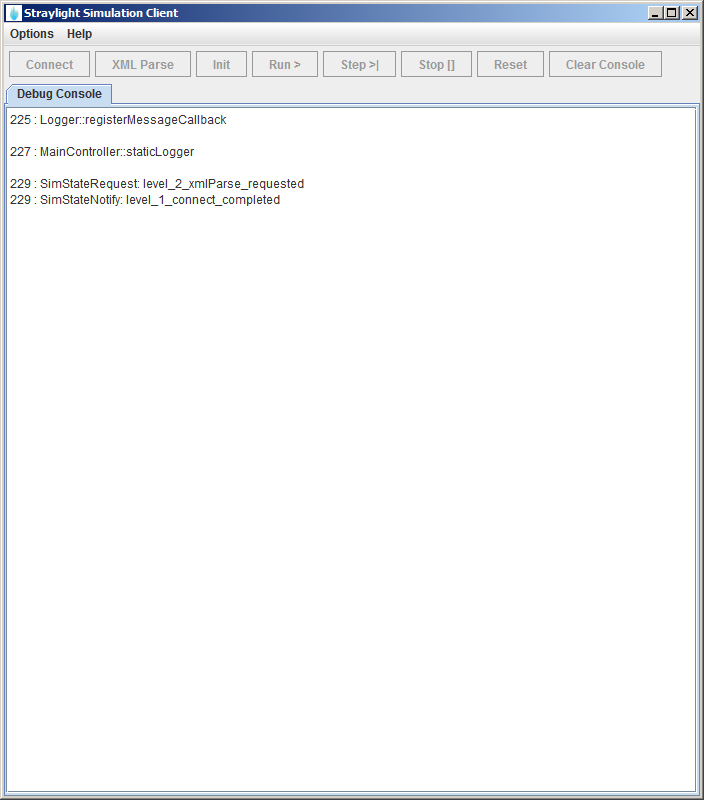 Straylight Simulation Client
Options Help
Connect XML Parse Init Run > Step >| Stop [] Reset Clear Console
Debug Console
225 : Logger::registerMessageCallback
227 : MainController::staticLogger
229 : SimStateRequest: level_2_xmlParse_requested
229 : SimStateNotify: level_1_connect_completed